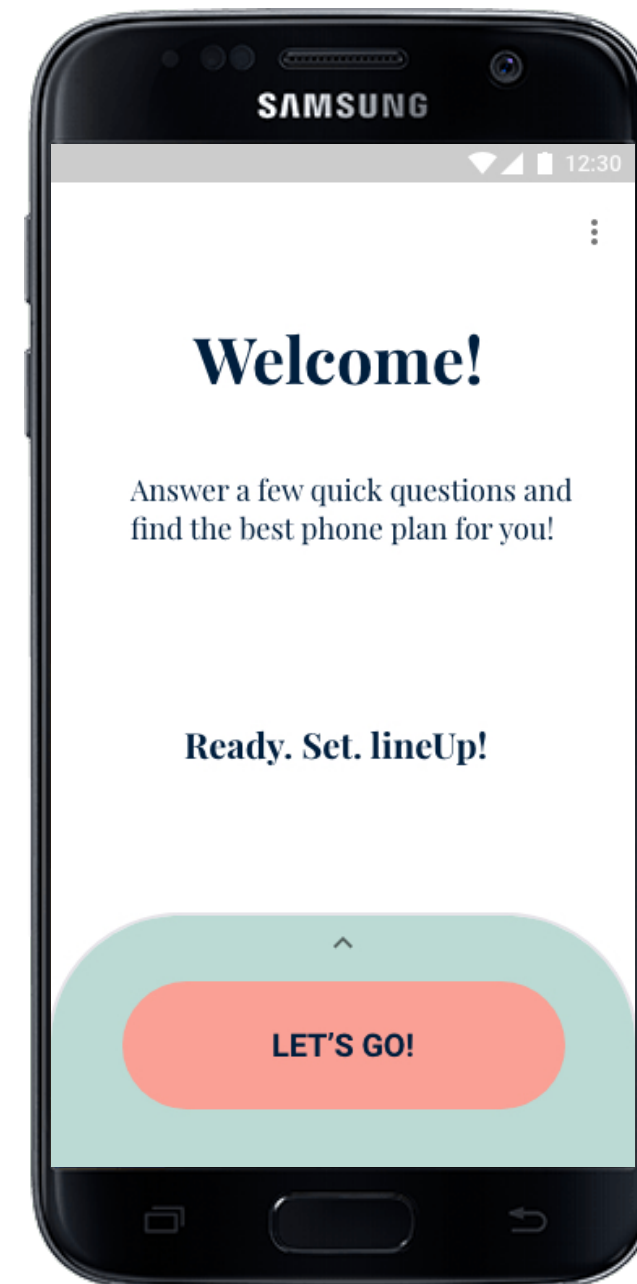 SAMSUNG
12:30
Welcome!
Answer a few quick questions and
find the best phone plan for you!
Ready. Set. lineUp!
LET’S GO!